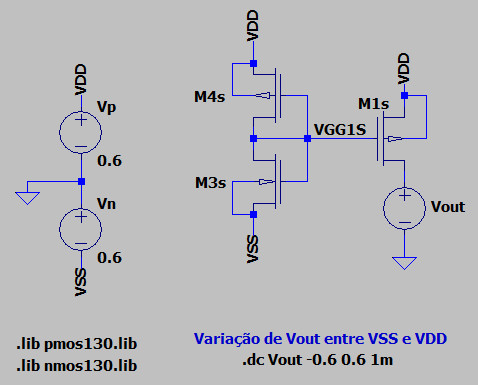 VDD
Vp
0.6
Vn
0.6
VSS
VDD
M4s
M3s
VSS
VGG1S
VDD
M1s
Vout
.lib pmos130.lib
.lib nmos130.lib
Variação de Vout entre VSS e VDD
.dc Vout -0.6 0.6 1m